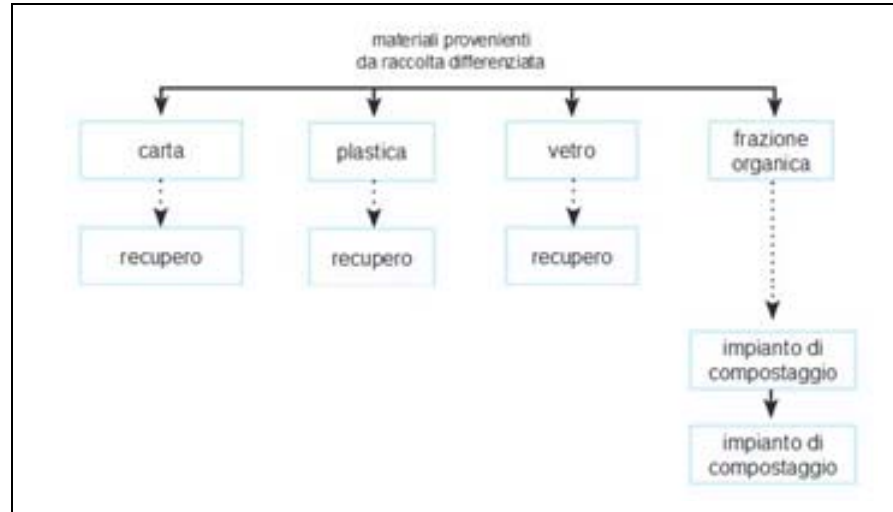 materiali provenienti
da raccolta differenziata
carta
plastica
vetro
frazione
organica
recupero
recupero
recupero
impianto di
compostaggio
impianto di
compostaggio